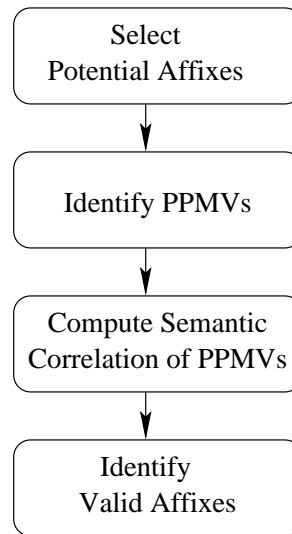 Select
Potential Affixes
Identify PPMVs
Compute Semantic
Correlation of PPMVs
Identify
Valid Affixes